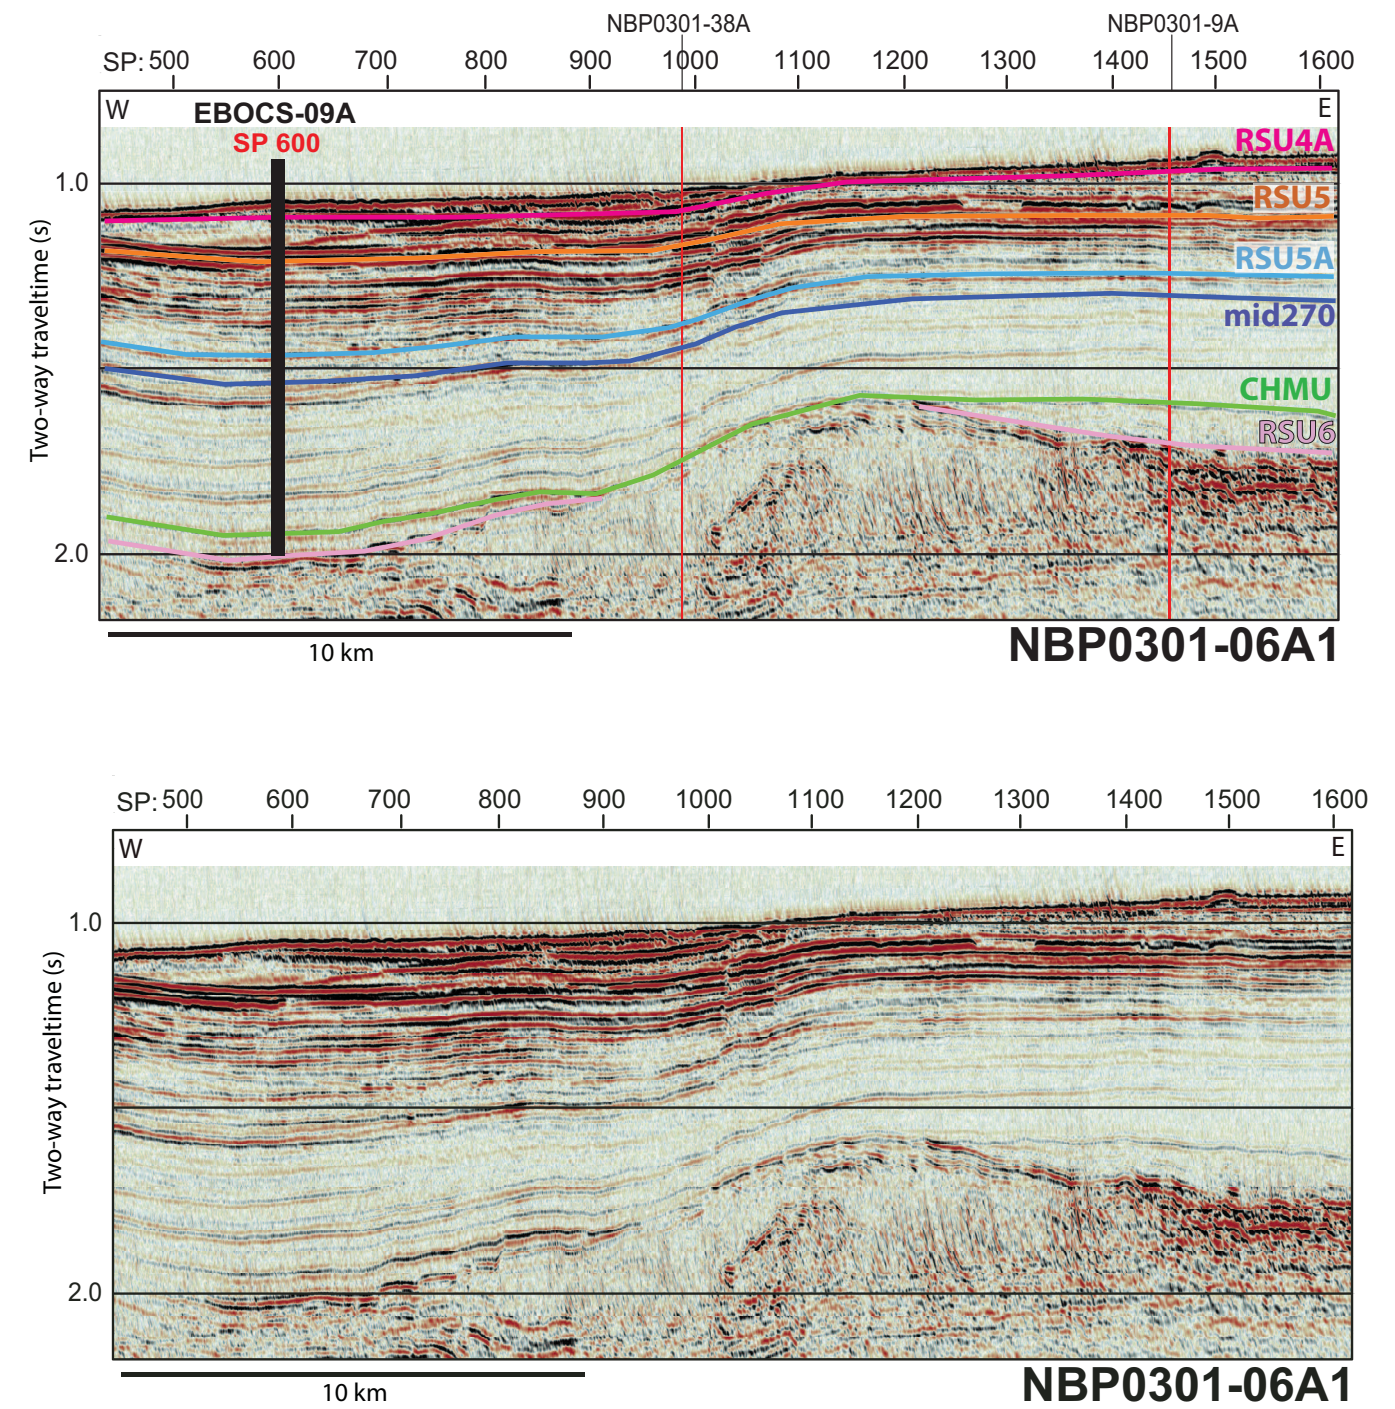 NBP0301-38A NBP0301-9A
SP: 500 600 700 800 900 1000 1100 1200 1300 1400 1500 1600
W E
EBOCS-09A
SP 600
RSU4A
1.0
RSU5
RSU5A
mid270
CHMU
RSU6
2.0
Two-way traveltime (s)
10 km
NBP0301-06A1
SP: 500 600 700 800 900 1000 1100 1200 1300 1400 1500 1600
W E
1.0
Two-way traveltime (s)
2.0
10 km
NBP0301-06A1